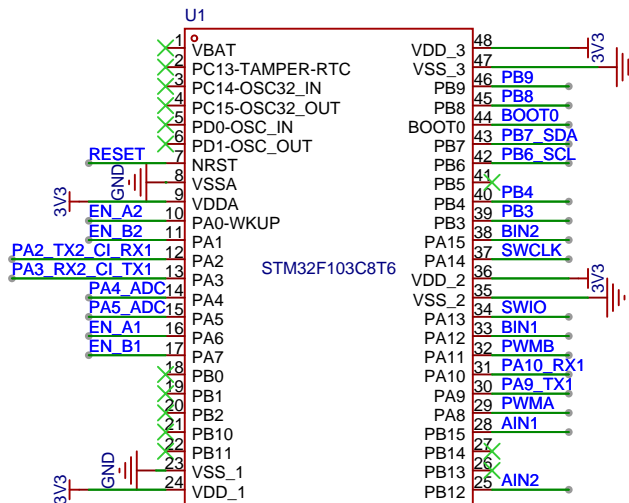 U1
1 VBAT
2 PC13-TAMPER-RTC
3 PC14-OSC32_IN
4 PC15-OSC32_OUT
5 PD0-OSC_IN
6 PD1-OSC_OUT
RESET 7 NRST
GND 8 VSSA
3V3 9 VDDA
EN_A2 10 PA0-WKUP
EN_B2 11 PA1
PA2_TX2_CI_RX1 12 PA2
PA3_RX2_CI_TX1 13 PA3
PA4_ADC 14 PA4
PA5_ADC 15 PA5
EN_A1 16 PA6
EN_B1 17 PA7
18 PB0
19 PB1
20 PB2
21 PB10
22 PB11
GND 23 VSS_1
3V3 24 VDD_1
STM32F103C8T6
VDD_3 48 3V3
VSS_3 47
PB9 46 PB9
PB8 45 PB8
BOOT0 44 BOOT0
PB7 43 PB7_SDA
PB6 42 PB6_SCL
PB5 41
PB4 40 PB4
PB3 39 PB3
PA15 38 BIN2
PA14 37 SWCLK
VDD_2 36 3V3
VSS_2 35
PA13 34 SWIO
PA12 33 BIN1
PA11 32 PWMB
PA10 31 PA10_RX1
PA9 30 PA9_TX1
PA8 29 PWMA
PB15 28 AIN1
PB14 27
PB13 26
PB12 25 AIN2